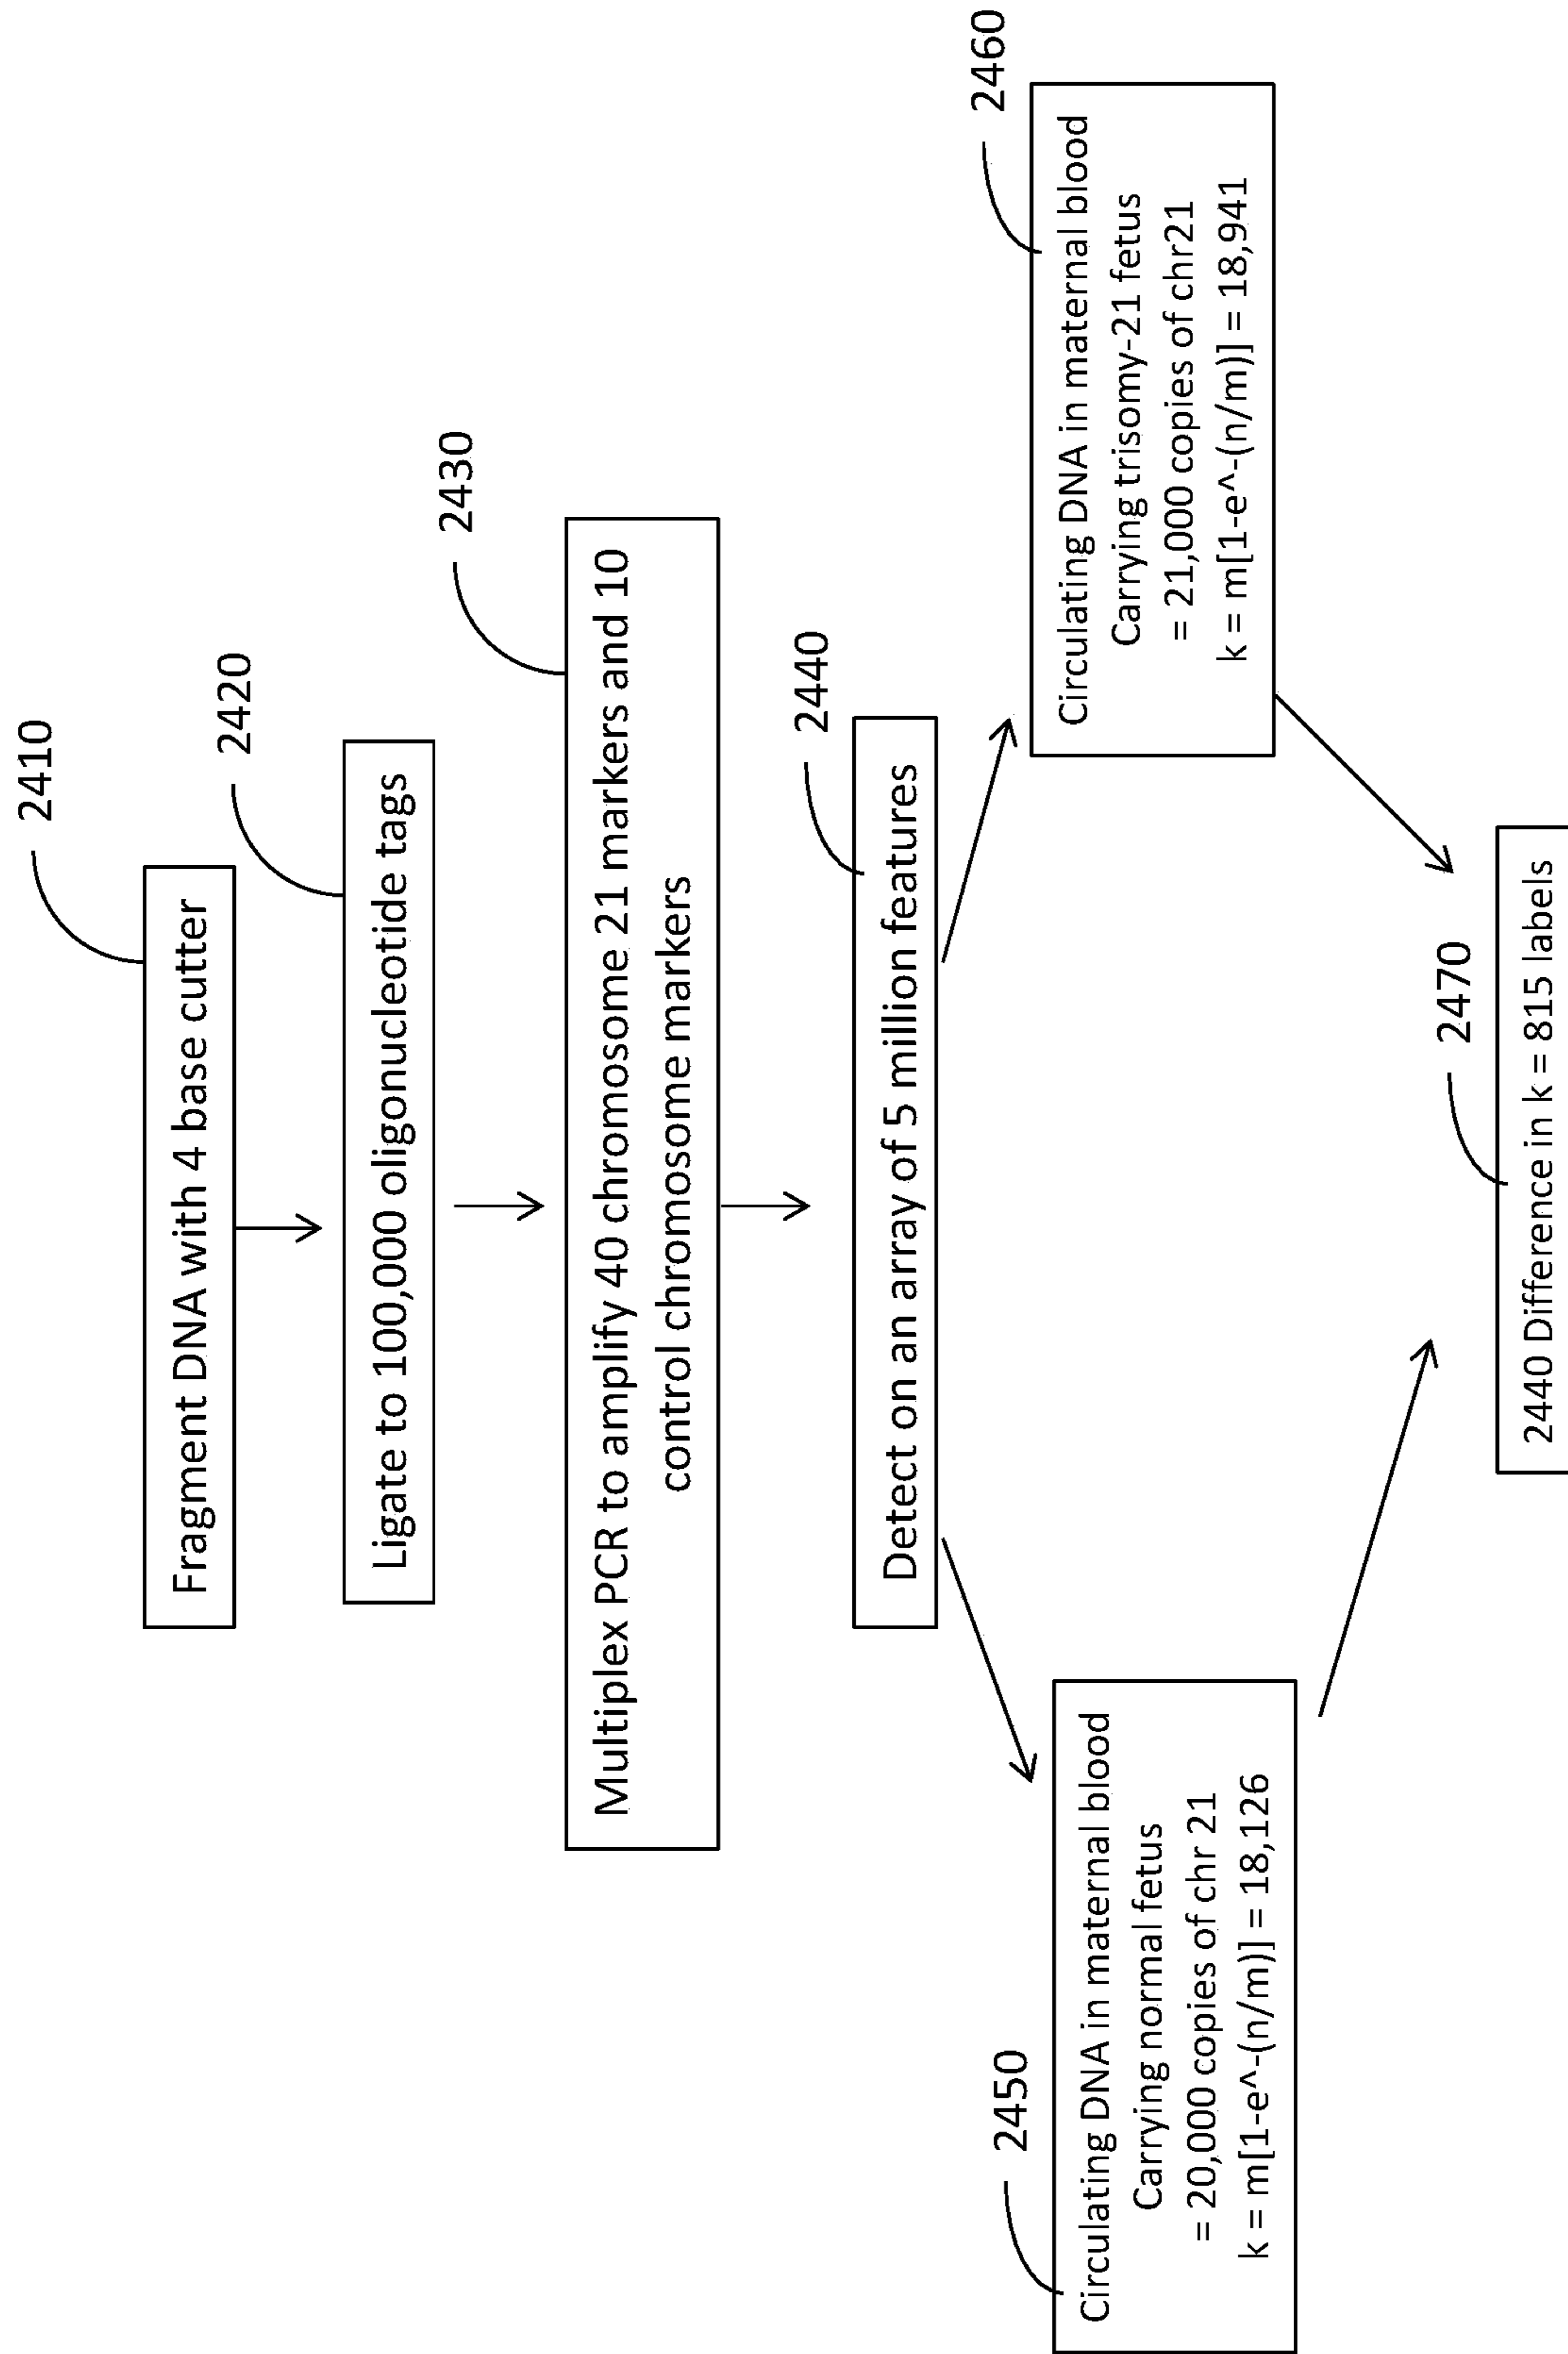 2410
Fragment DNA with 4 base cutter
2420
Ligate to 100,000 oligonucleotide tags
2430
Multiplex PCR to amplify 40 chromosome 21 markers and 10
control chromosome markers
2440
Detect on an array of 5 million features
2450
Circulating DNA in maternal blood
Carrying normal fetus
= 20,000 copies of chr 21
k = m[1-e^-(n/m)] = 18,126
2460
Circulating DNA in maternal blood
Carrying trisomy-21 fetus
= 21,000 copies of chr21
k = m[1-e^-(n/m)] = 18,941
2470
2440 Difference in k = 815 labels